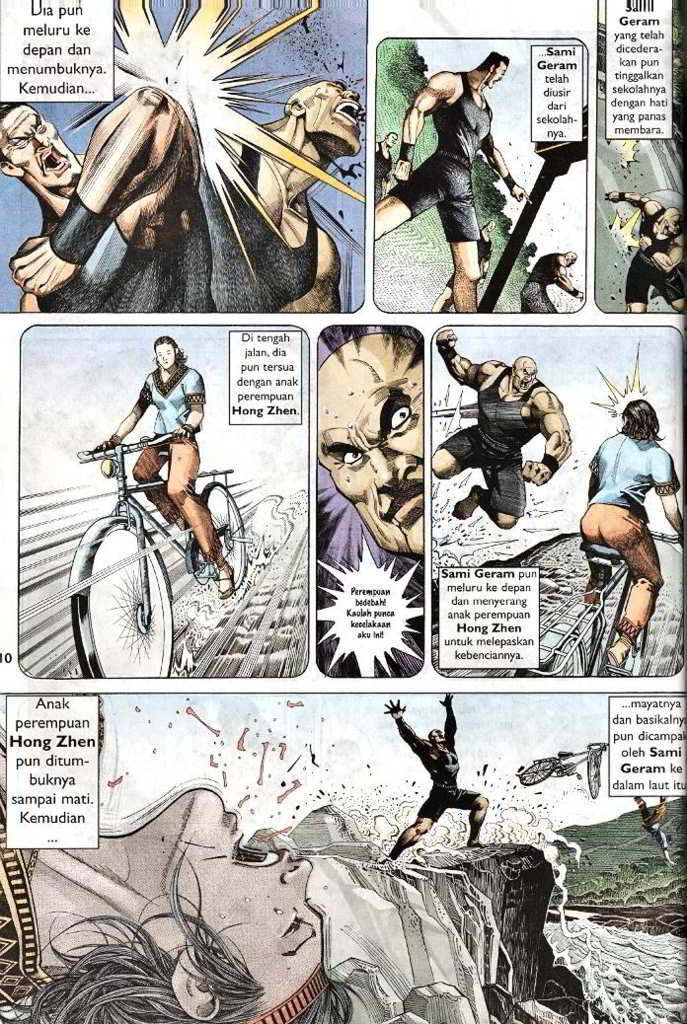 Dia pun
meluru ke
depan dan
menumbuknya.
Kemudian...
...Sami
Geram
telah
diusir
dari
sekolah-
nya.
Sami
Geram
yang telah
dicedera-
kan pun
tinggalkan
sekolahnya
dengan hati
yang panas
membara.
Di tengah
jalan, dia
pun tersua
dengan anak
perempuan
Hong Zhen.
Perempuan
bedebah!
Kaulah punca
kecelakaan
aku ini!
Sami Geram pun
meluru ke depan
dan menyerang
anak perempuan
Hong Zhen
untuk melepaskan
kebenciannya.
10
Anak
perempuan
Hong Zhen
pun ditum-
buknya
sampai mati.
Kemudian
...
...mayatnya
dan basikalnya
pun dicampak
oleh Sami
Geram ke
dalam laut itu